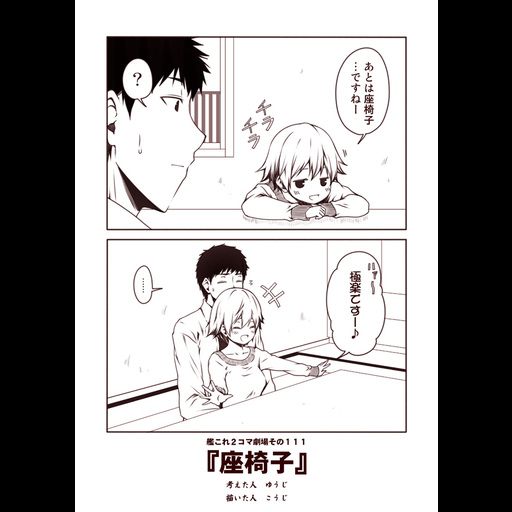 あとは座椅子
…ですねー
?
チラ
チラ
ハァ〜
極楽ですー♪
……
艦これ2コマ劇場その111
『座椅子』
考えた人 ゆうじ
描いた人 こうじ